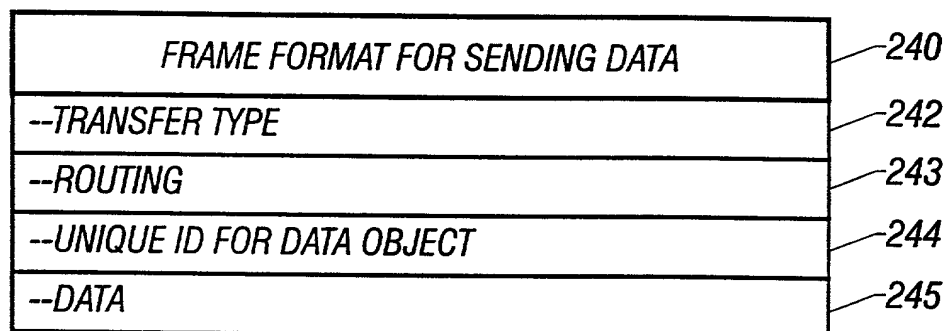 FRAME FORMAT FOR SENDING DATA 240
--TRANSFER TYPE 242
--ROUTING 243
--UNIQUE ID FOR DATA OBJECT 244
--DATA 245